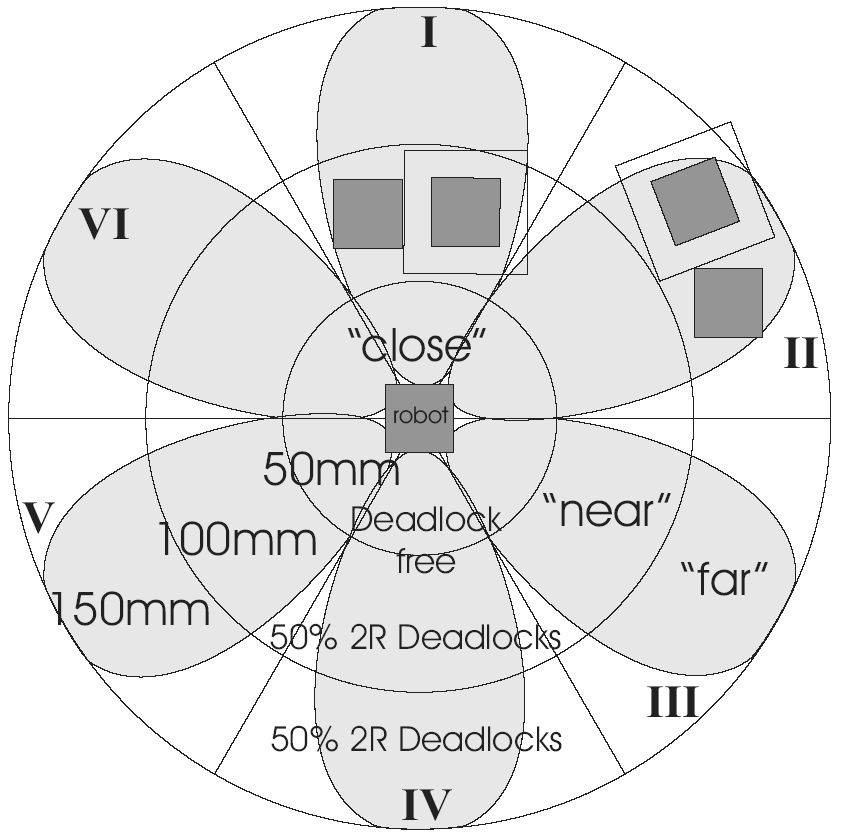 I
VI
"close"
II
robot
50mm
"near"
V
Deadlock
100mm
free
"far"
150mm
50% 2R Deadlocks
III
50% 2R Deadlocks
IV